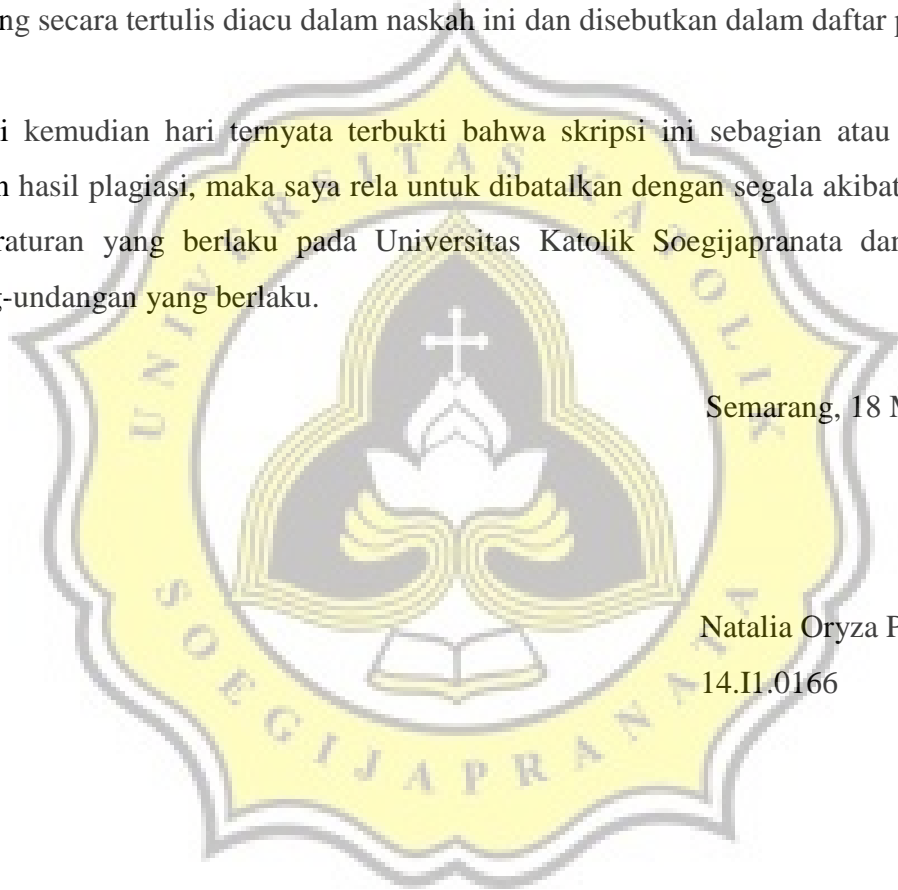 ng secara tertulis diacu dalam naskah ini dan disebutkan dalam daftar p
i kemudian hari ternyata terbukti bahwa skripsi ini sebagian atau
n hasil plagiasi, maka saya rela untuk dibatalkan dengan segala akibat
raturan yang berlaku pada Universitas Katolik Soegijapranata dan
g-undangan yang berlaku.
Semarang, 18 M
Natalia Oryza P
14.I1.0166
UNIVERSITAS KATOLIK
SOEGIJAPRANATA